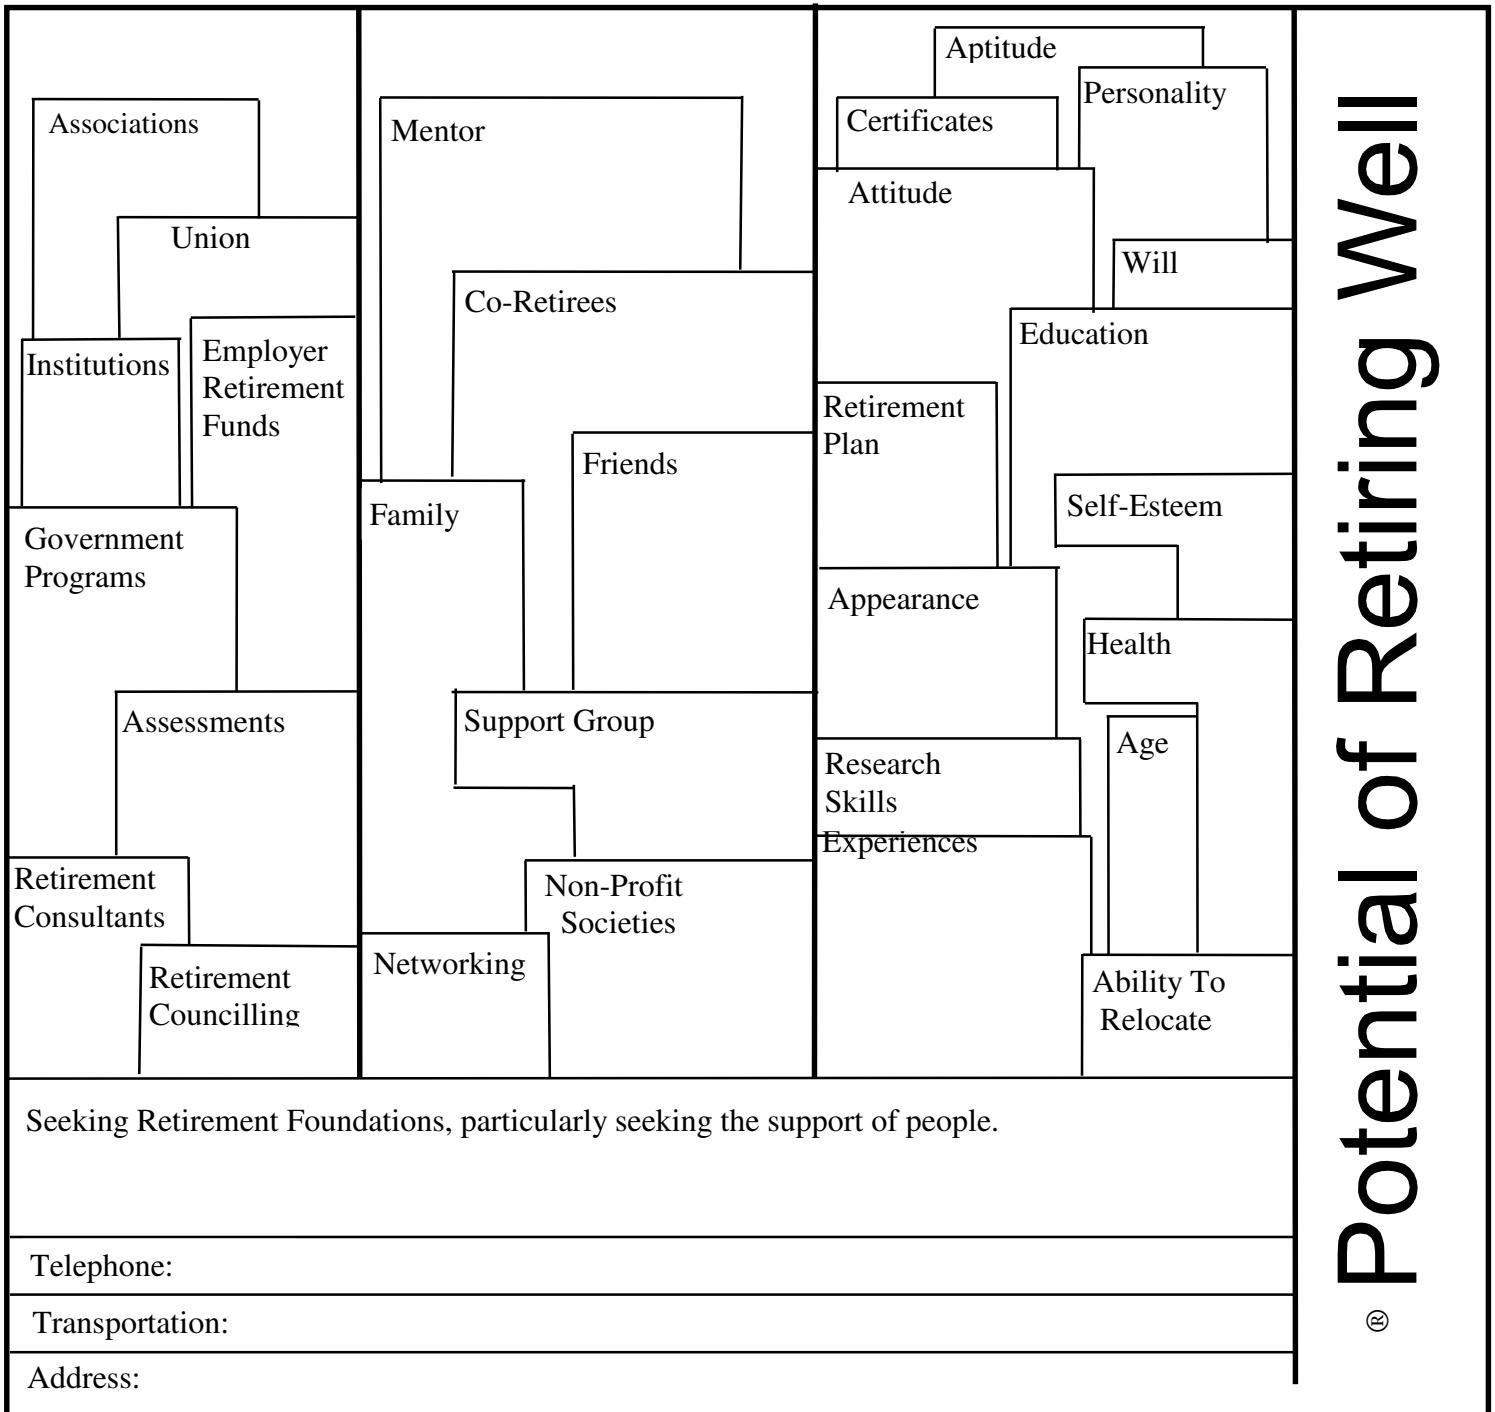 Associations
Union
Institutions
Employer
Retirement
Funds
Government
Programs
Assessments
Retirement
Consultants
Retirement
Councilling
Mentor
Co-Retirees
Friends
Family
Support Group
Non-Profit
Societies
Networking
Aptitude
Personality
Certificates
Attitude
Will
Education
Retirement
Plan
Self-Esteem
Appearance
Health
Age
Research
Skills
Experiences
Ability To
Relocate
Seeking Retirement Foundations, particularly seeking the support of people.
Telephone:
Transportation:
Address:
® Potential of Retiring Well